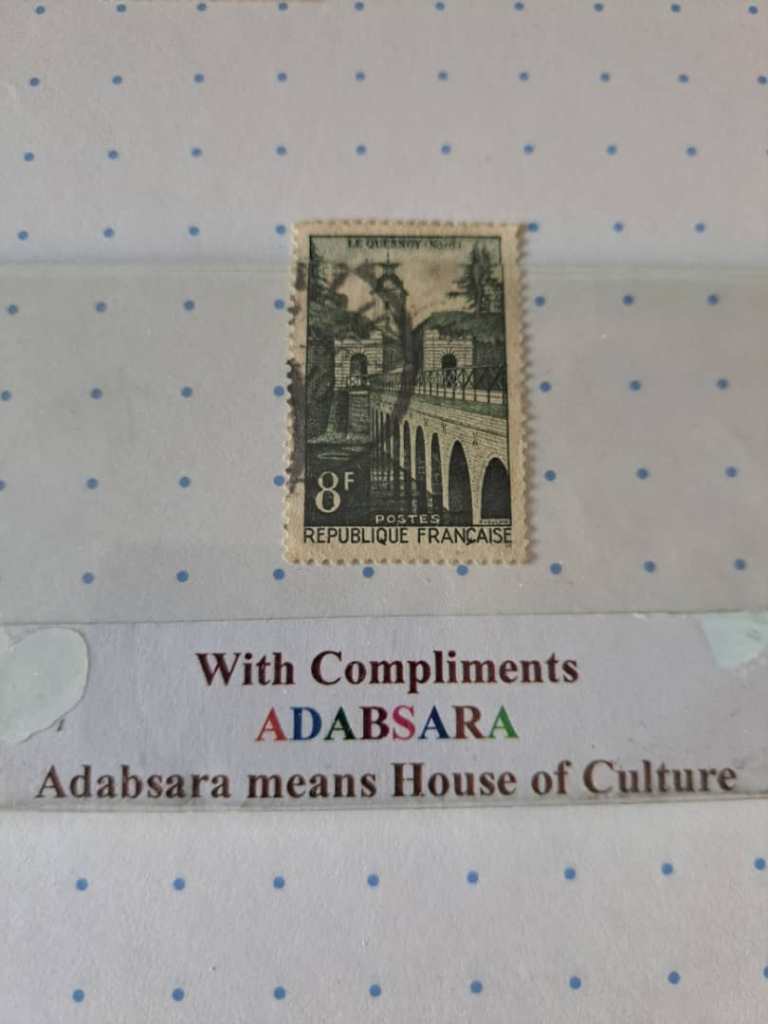 LE QUESNOY (Nord)
8F
POSTES
REPUBLIQUE FRANÇAISE
With Compliments
ADABSARA
Adabsara means House of Culture